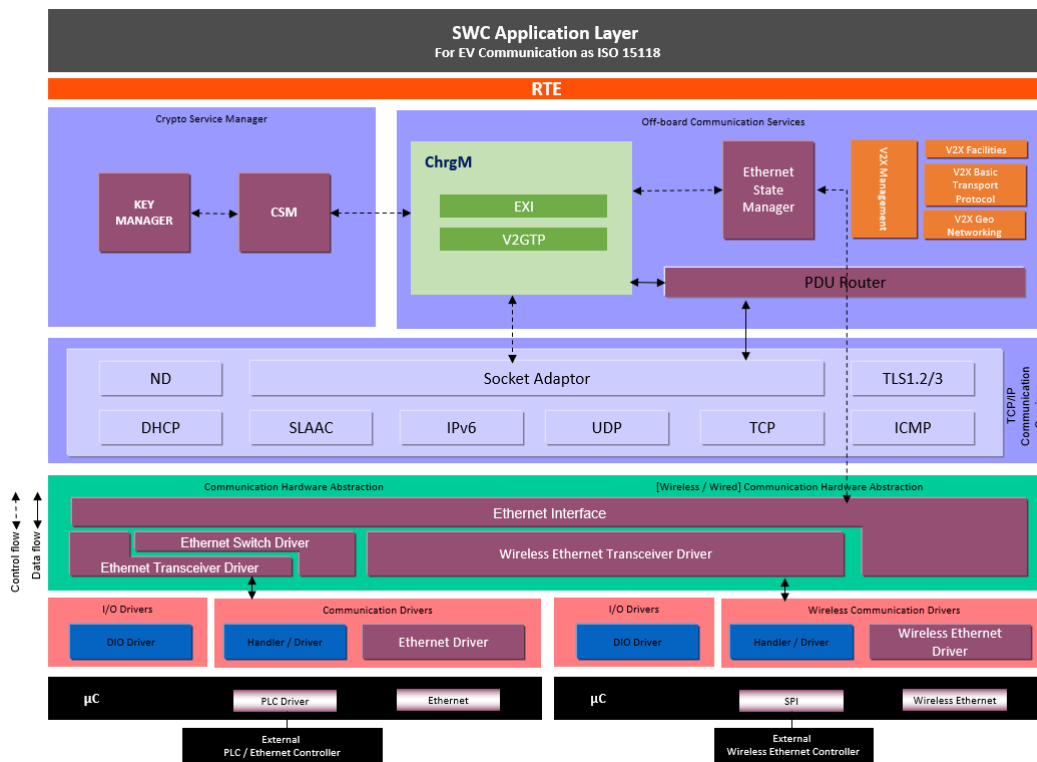 SWC Application Layer
For EV Communication as ISO 15118
RTE
Crypto Service Manager
Off-board Communication Services
KEY
MANAGER
CSM
ChrgM
EXI
V2GTP
Ethernet
State
Manager
V2X Management
V2X Facilities
V2X Basic
Transport
Protocol
V2X Geo
Networking
PDU Router
ND
Socket Adaptor
TLS1.2/3
DHCP
SLAAC
IPv6
UDP
TCP
ICMP
TCP/IP
Communication
Control flow
Data flow
Communication Hardware Abstraction
[Wireless / Wired] Communication Hardware Abstraction
Ethernet Interface
Ethernet Switch Driver
Ethernet Transceiver Driver
Wireless Ethernet Transceiver Driver
I/O Drivers
Communication Drivers
I/O Drivers
Wireless Communication Drivers
DIO Driver
Handler / Driver
Ethernet Driver
DIO Driver
Handler / Driver
Wireless Ethernet
Driver
µC
PLC Driver
Ethernet
µC
SPI
Wireless Ethernet
External
PLC / Ethernet Controller
External
Wireless Ethernet Controller